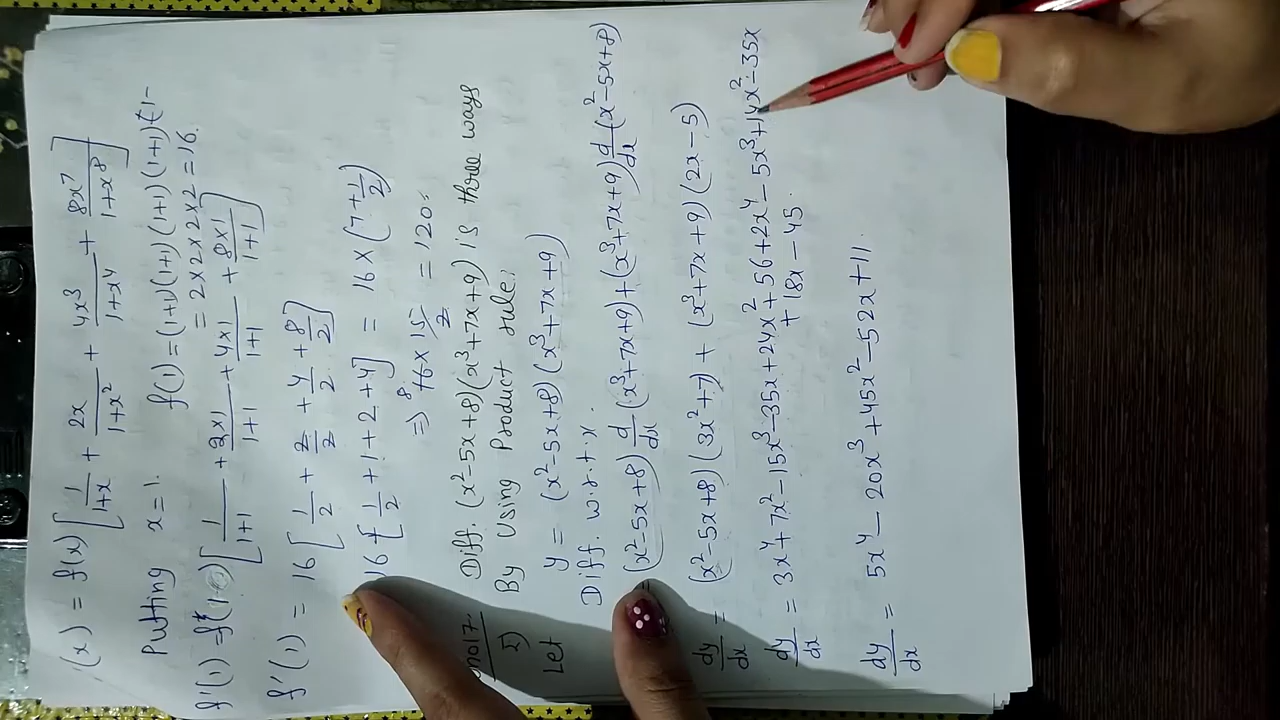 '(x) = f(x) [1/(1+x) + 2x/(1+x²) + 4x³/(1+x⁴) + 8x⁷/(1+x⁸)]
Putting x = 1. f(1) = (1+1)(1+1)(1+1)(1+1)(1-
= 2×2×2×2 = 16.
f'(1) = f(1) [1/(1+1) + 2×1/(1+1) + 4×1/(1+1) + 8×1/(1+1)]
f'(1) = 16 [1/2 + 2/2 + 4/2 + 8/2]
16 [1/2 + 1 + 2 + 4] = 16 × (7 + 1/2)
⇒ 16 × 15/2 = 120.
no17. Diff. (x²-5x+8)(x³+7x+9) is three ways
I) By Using Product rule:
Let y = (x²-5x+8)(x³+7x+9)
Diff. w.r.t x.
= (x²-5x+8) d/dx (x³+7x+9) + (x³+7x+9) d/dx (x²-5x+8)
dy/dx = (x²-5x+8)(3x²+7) + (x³+7x+9)(2x-5)
dy/dx = 3x⁴+7x²-15x³-35x+24x²+56+2x⁴-5x³+14x²-35x
+18x-45.
dy/dx = 5x⁴-20x³+45x²-52x+11.